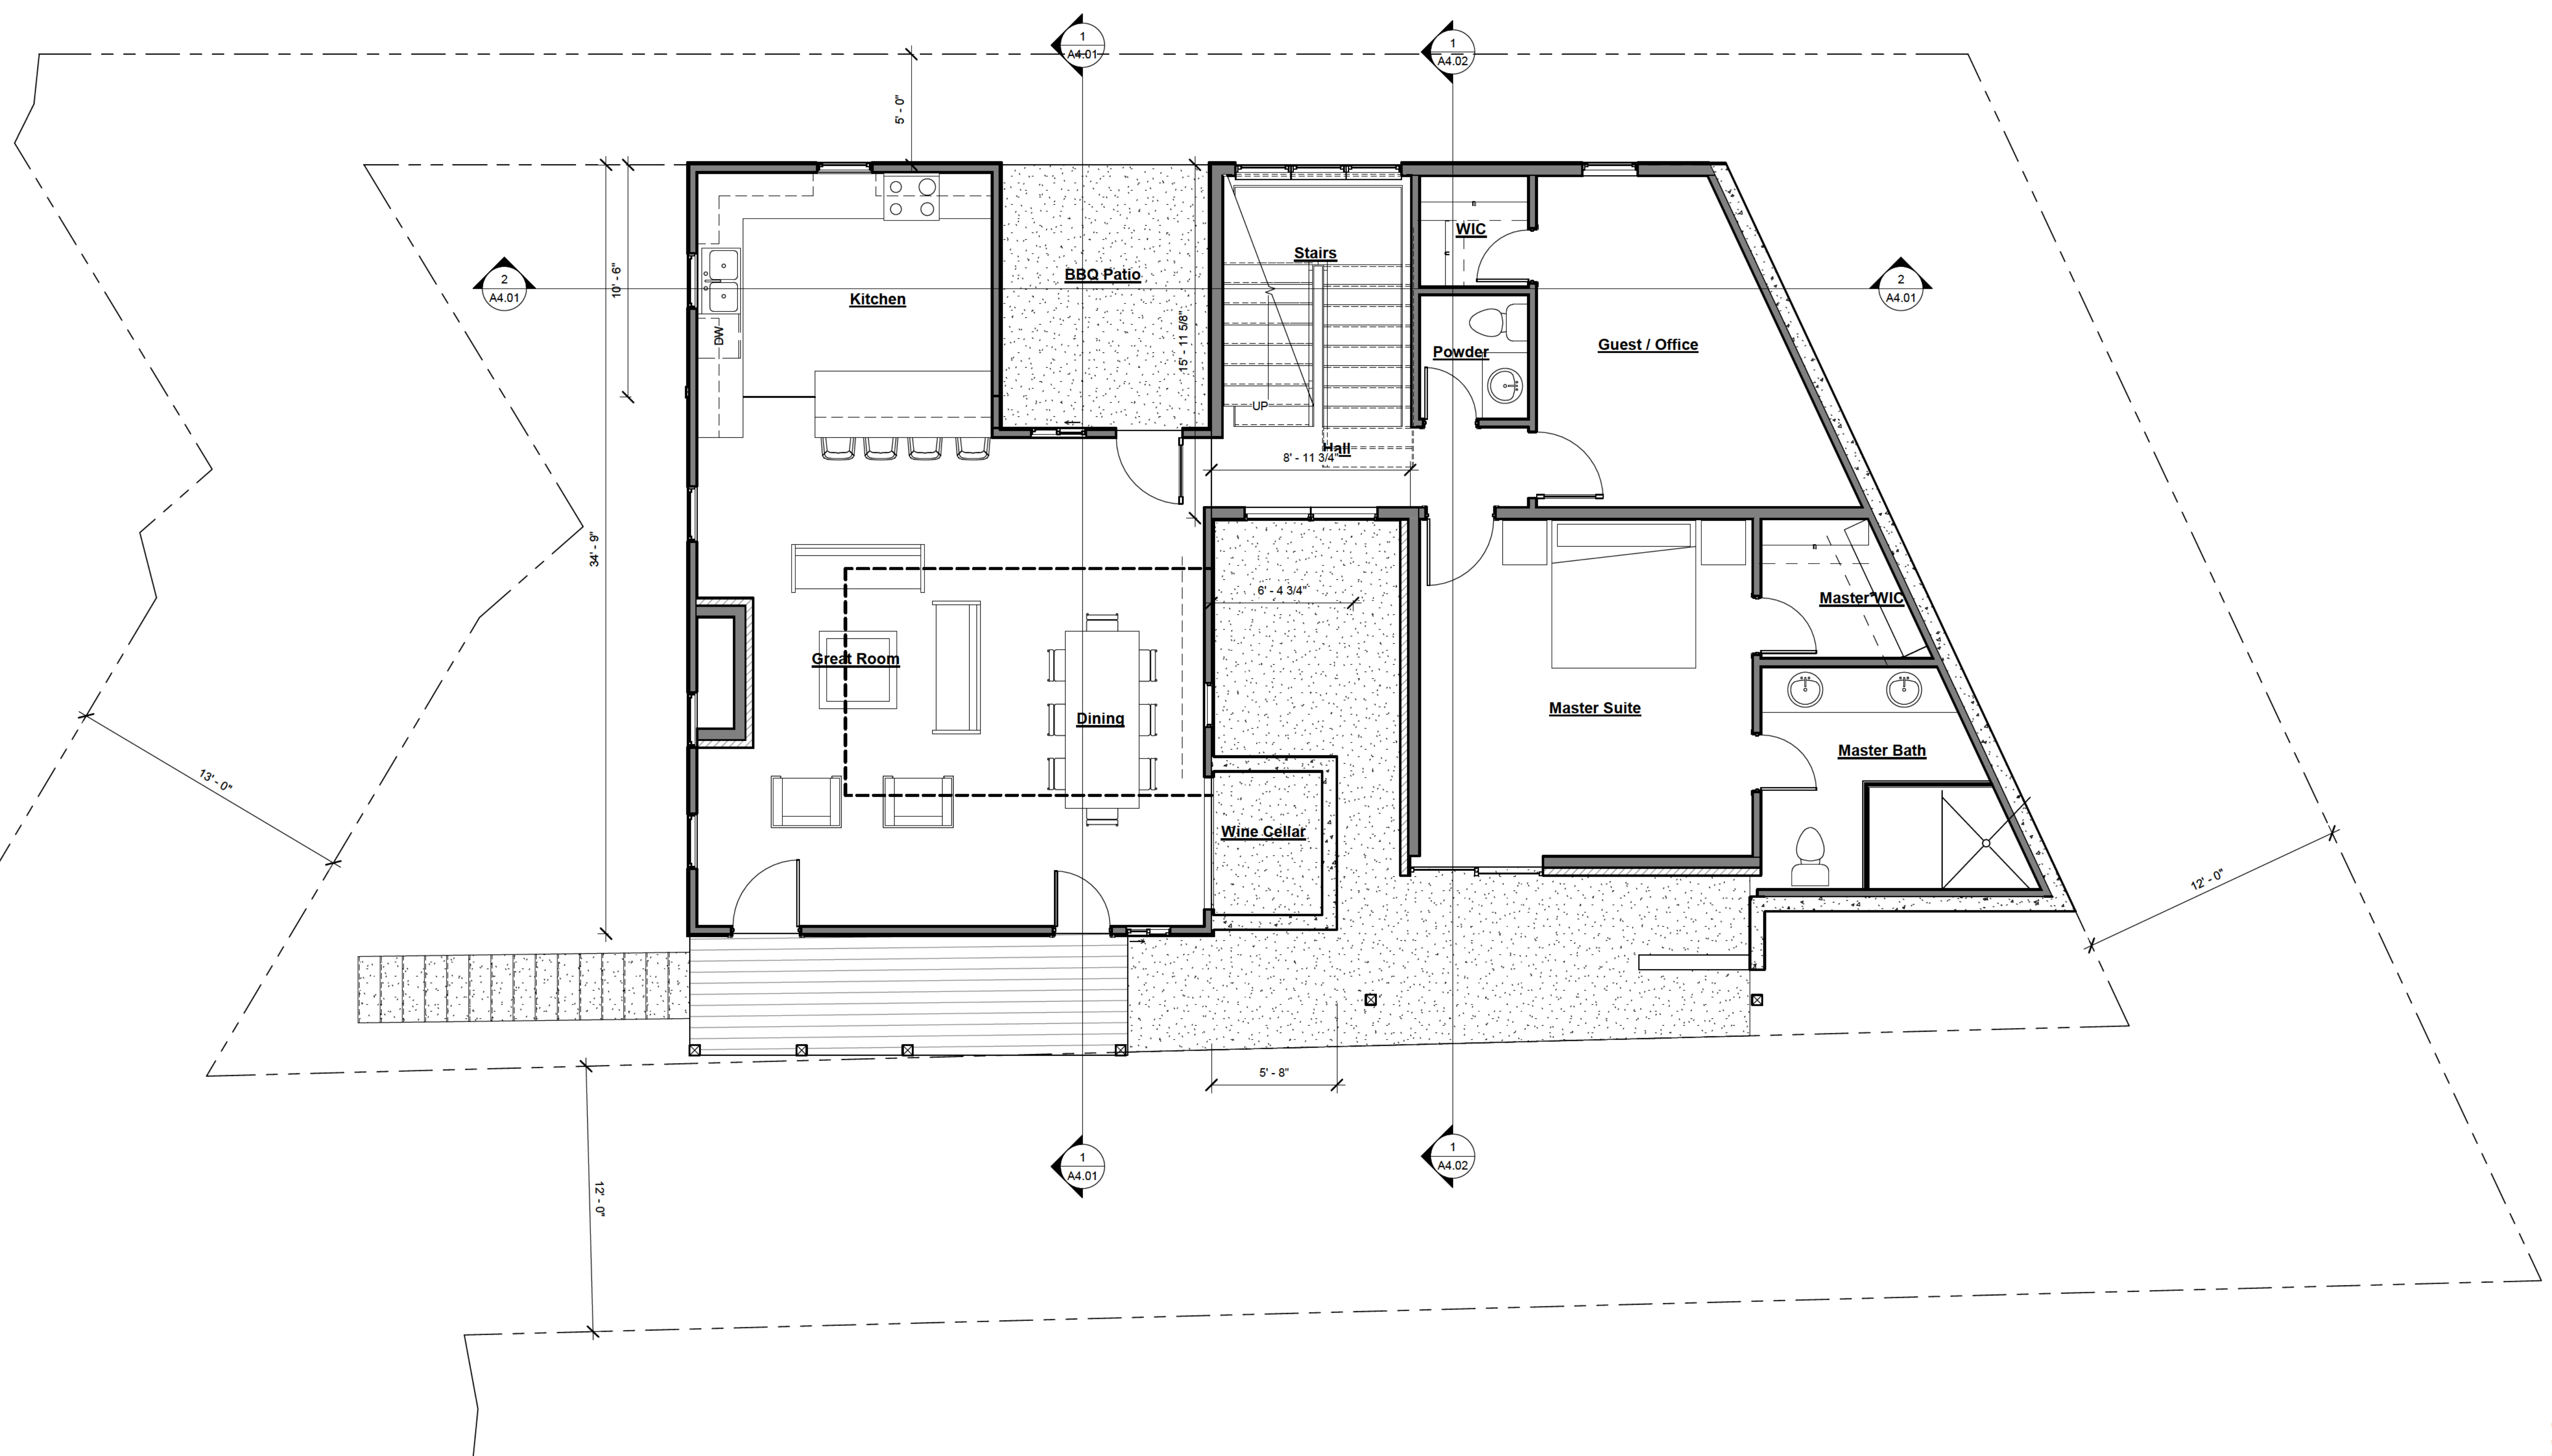 1
A4.01
1
A4.02
5' - 0"
WIC
Stairs
BBQ Patio
2
A4.01
10' - 6"
Kitchen
2
A4.01
DW
15' - 11 5/8"
Powder
Guest / Office
UP
Hall
8' - 11 3/4"
34' - 9"
6' - 4 3/4"
Master WIC
Great Room
Master Suite
Dining
Master Bath
13' - 0"
Wine Cellar
12' - 0"
5' - 8"
1
A4.01
1
A4.02
12' - 0"